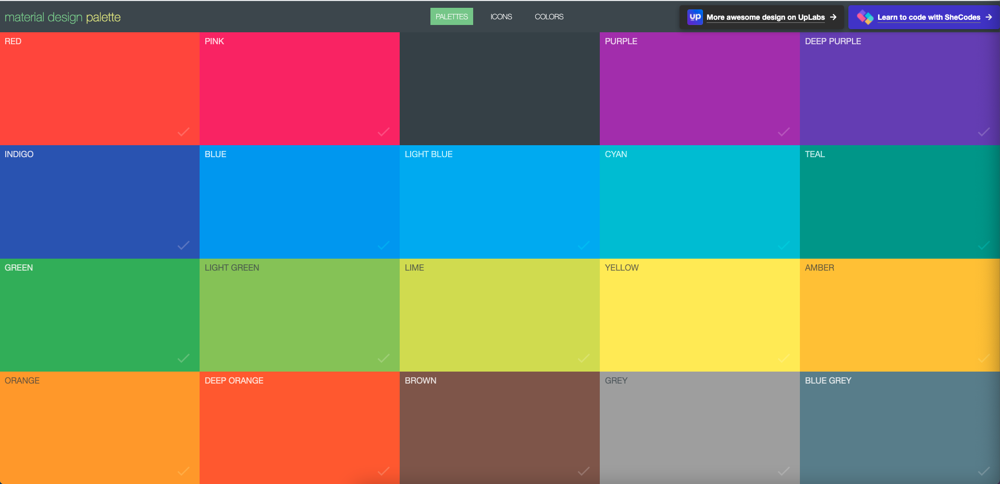 material design palette
PALETTES
ICONS
COLORS
up More awesome design on UpLabs →
Learn to code with SheCodes →
RED
PINK
PURPLE
DEEP PURPLE
INDIGO
BLUE
LIGHT BLUE
CYAN
TEAL
GREEN
LIGHT GREEN
LIME
YELLOW
AMBER
ORANGE
DEEP ORANGE
BROWN
GREY
BLUE GREY